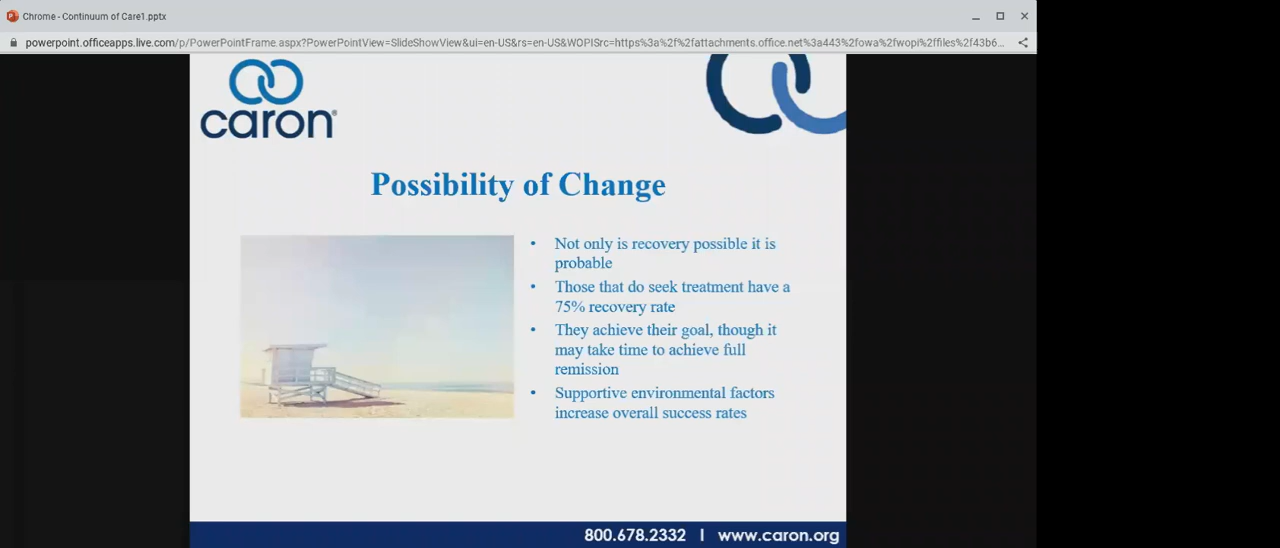 Chrome - Continuum of Care1.pptx
powerpoint.officeapps.live.com/p/PowerPointFrame.aspx?PowerPointView=SlideShowView&ui=en-US&rs=en-US&WOPISrc=https%3a%2f%2fattachments.office.net%3a443%2fowa%2fwopi%2ffiles%2f43b6...
caron®
Possibility of Change
• Not only is recovery possible it is
probable
• Those that do seek treatment have a
75% recovery rate
• They achieve their goal, though it
may take time to achieve full
remission
• Supportive environmental factors
increase overall success rates
800.678.2332 | www.caron.org